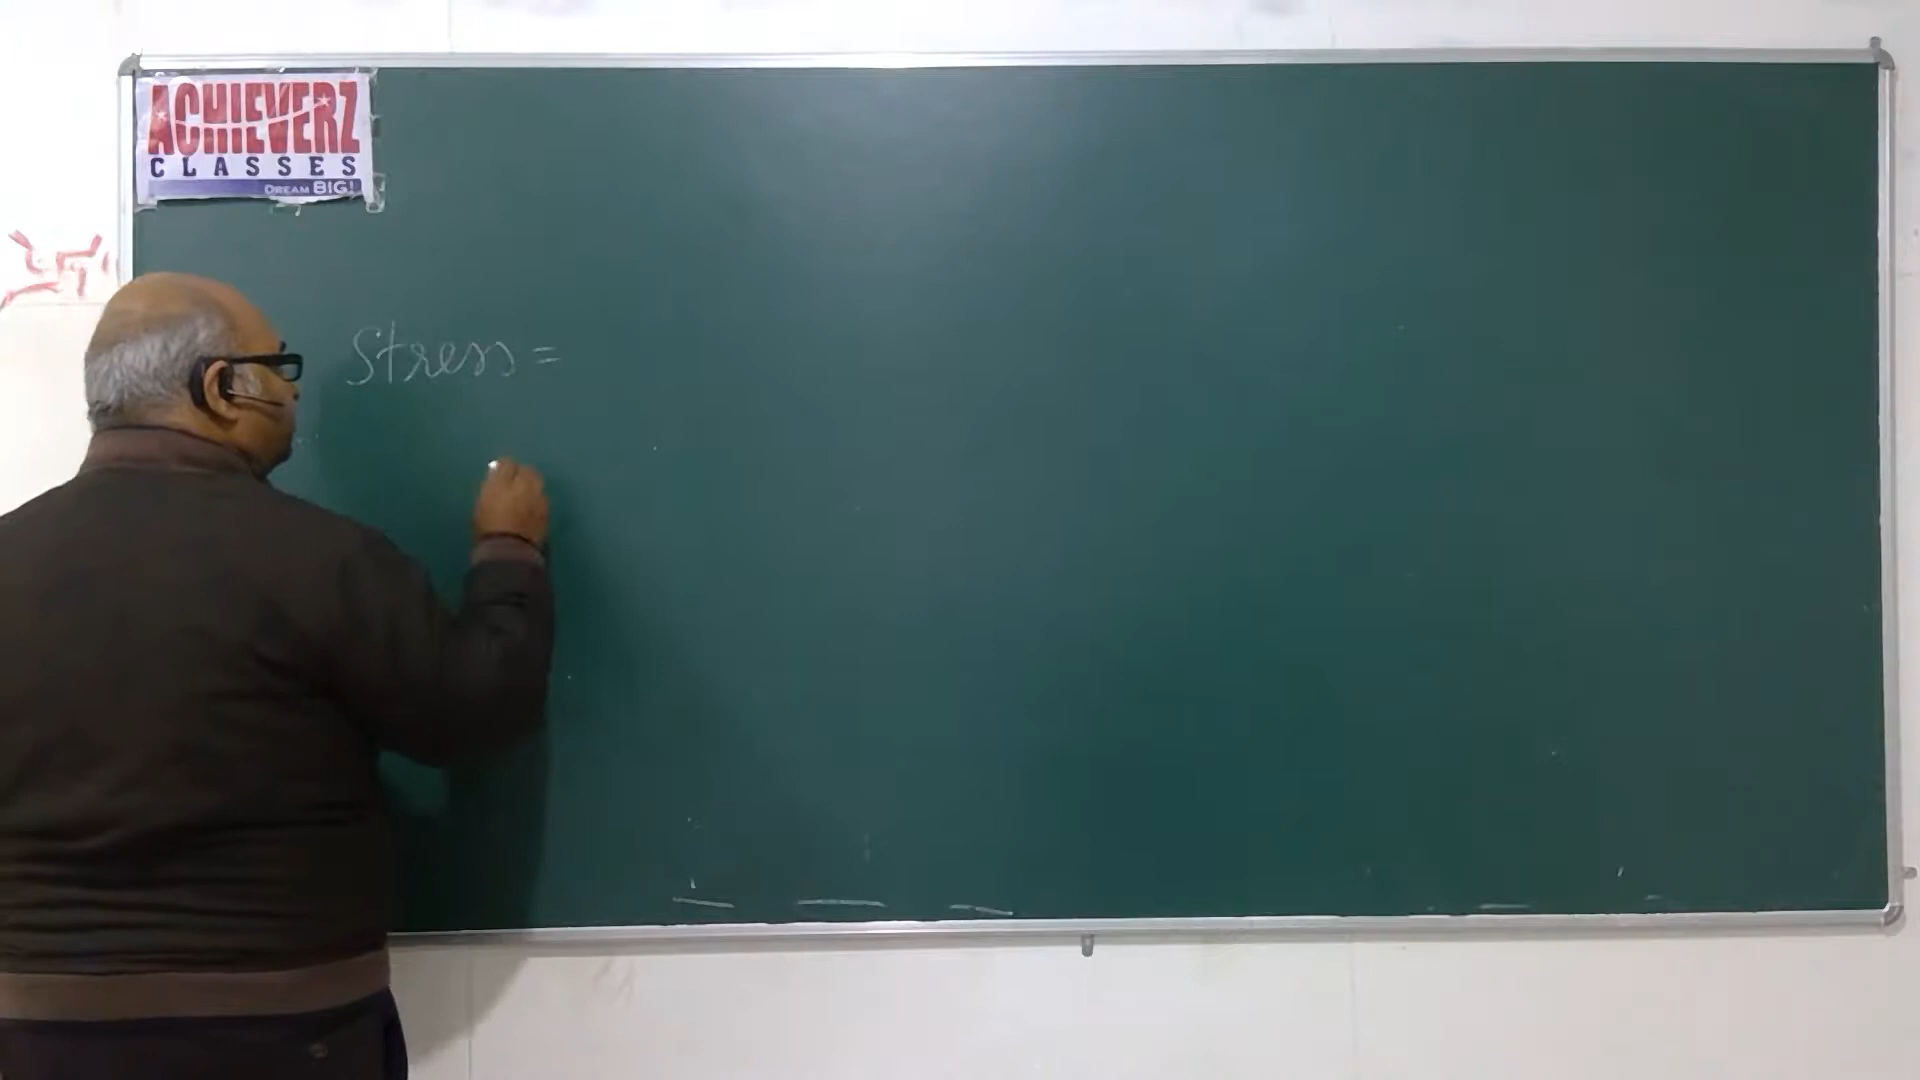 ACHIEVERZ
CLASSES
DREAM BIG!
Stress =